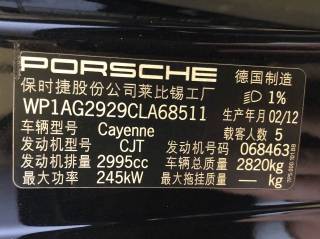 PORSCHE 德国制造
保时捷股份公司莱比锡工厂 1%
WP1AG2929CLA68511 生产年月 02/12
车辆型号 Cayenne 载客人数 5
发动机型号 CJT 发动机号码 068463
发动机排量 2995cc 车辆总质量 2820kg
最大功率 245kW 最大拖挂质量 — kg